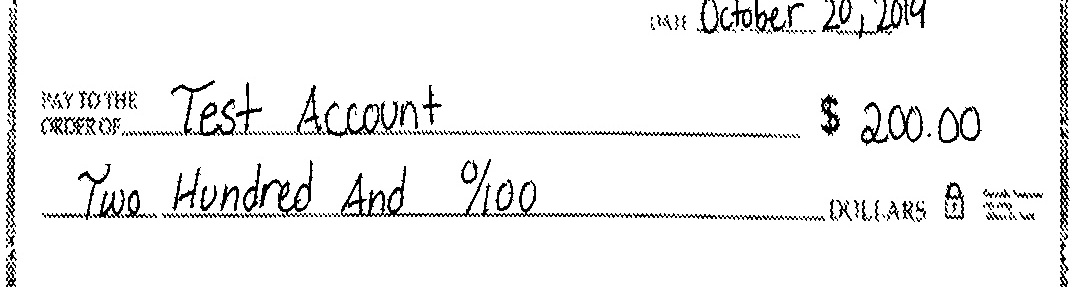 DATE October 20, 2019
PAY TO THE
ORDER OF Test Account $ 200.00
Two Hundred And 0/100 DOLLARS